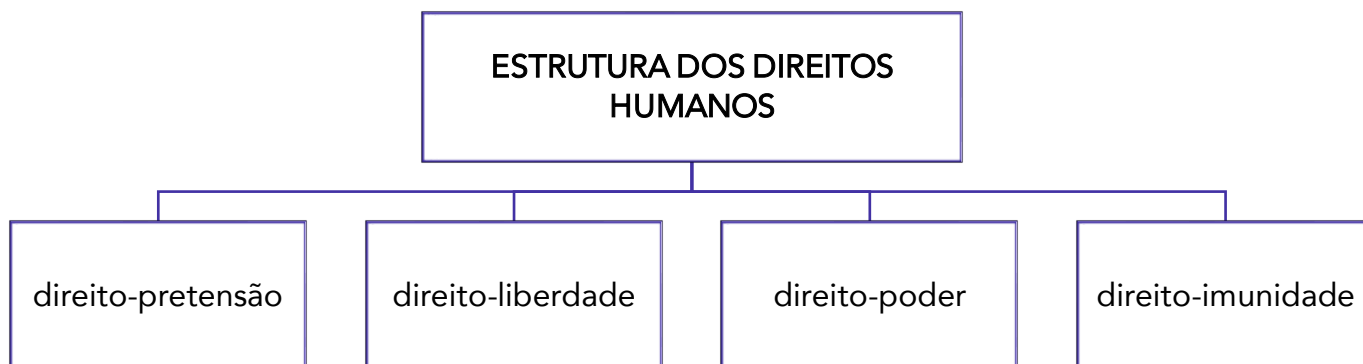 ESTRUTURA DOS DIREITOS
HUMANOS
direito-pretensão
direito-liberdade
direito-poder
direito-imunidade